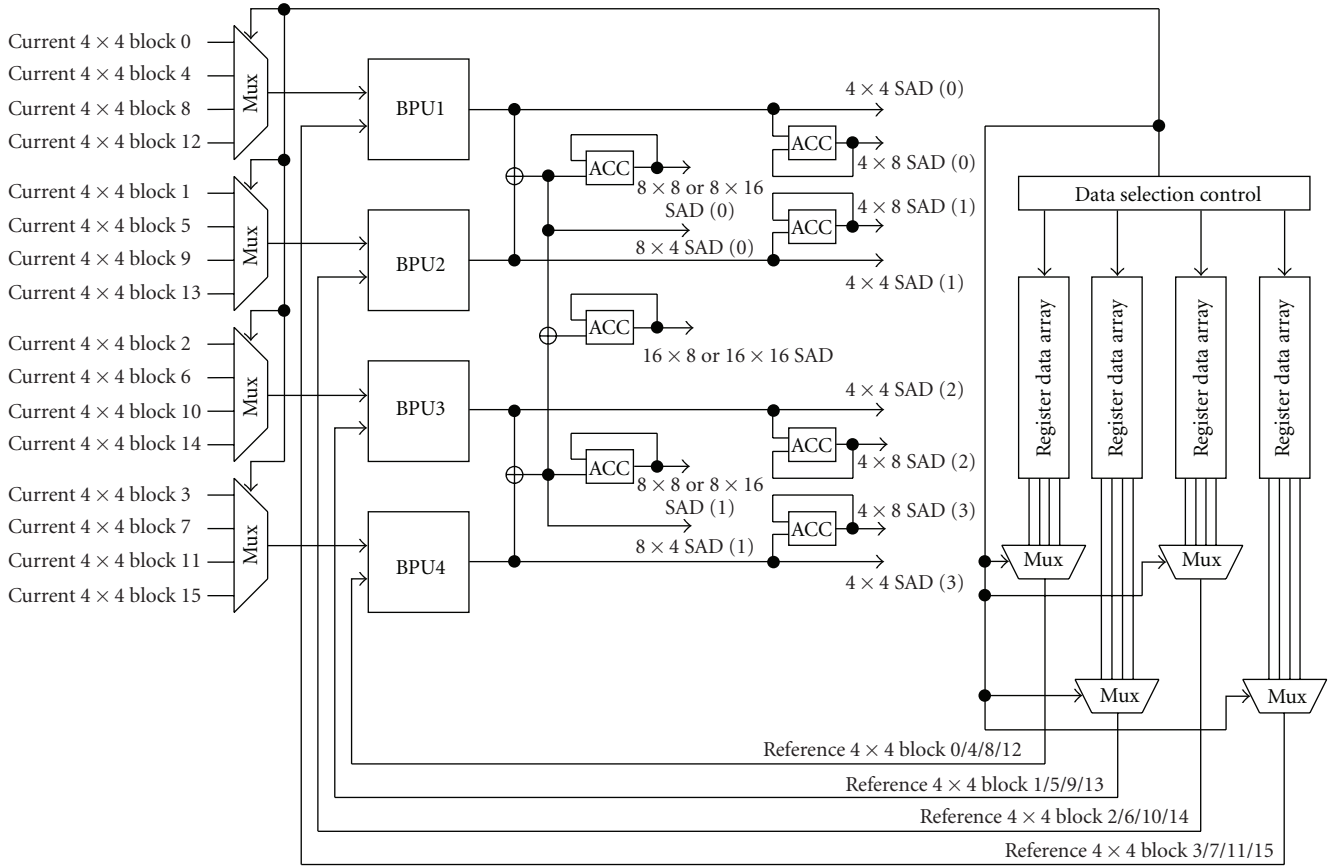 Current 4 × 4 block 0
Current 4 × 4 block 4
Current 4 × 4 block 8
Current 4 × 4 block 12
Mux
Current 4 × 4 block 1
Current 4 × 4 block 5
Current 4 × 4 block 9
Current 4 × 4 block 13
Mux
Current 4 × 4 block 2
Current 4 × 4 block 6
Current 4 × 4 block 10
Current 4 × 4 block 14
Mux
Current 4 × 4 block 3
Current 4 × 4 block 7
Current 4 × 4 block 11
Current 4 × 4 block 15
Mux
BPU1
BPU2
BPU3
BPU4
ACC
8 × 8 or 8 × 16
SAD (0)
8 × 4 SAD (0)
ACC
16 × 8 or 16 × 16 SAD
ACC
8 × 8 or 8 × 16
SAD (1)
8 × 4 SAD (1)
4 × 4 SAD (0)
ACC
4 × 8 SAD (0)
4 × 8 SAD (1)
ACC
4 × 4 SAD (1)
4 × 4 SAD (2)
ACC
4 × 8 SAD (2)
4 × 8 SAD (3)
ACC
4 × 4 SAD (3)
Data selection control
Register data array
Register data array
Register data array
Register data array
Mux
Mux
Mux
Mux
Reference 4 × 4 block 0/4/8/12
Reference 4 × 4 block 1/5/9/13
Reference 4 × 4 block 2/6/10/14
Reference 4 × 4 block 3/7/11/15